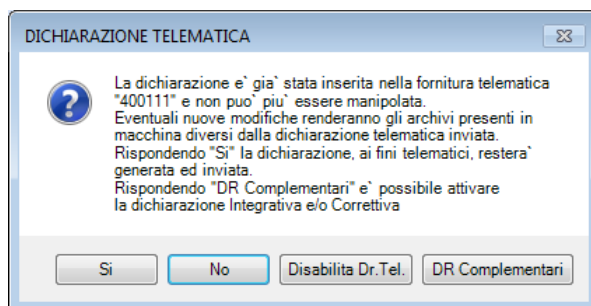 DICHIARAZIONE TELEMATICA
La dichiarazione e` gia` stata inserita nella fornitura telematica
"400111" e non puo` piu` essere manipolata.
Eventuali nuove modifiche renderanno gli archivi presenti in
macchina diversi dalla dichiarazione telematica inviata.
Rispondendo "Si" la dichiarazione, ai fini telematici, restera`
generata ed inviata.
Rispondendo "DR Complementari" e` possibile attivare
la dichiarazione Integrativa e/o Correttiva
Si No Disabilita Dr.Tel. DR Complementari